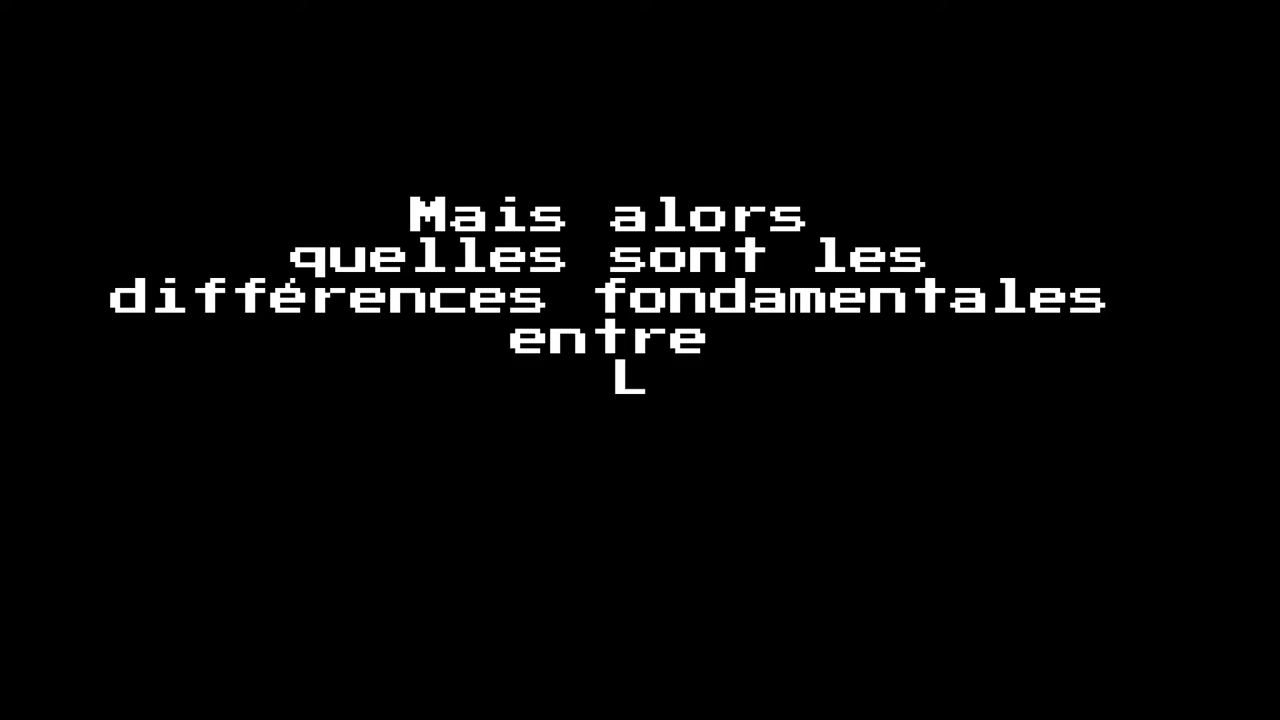 Mais alors
quelles sont les
différences fondamentales
entre
L